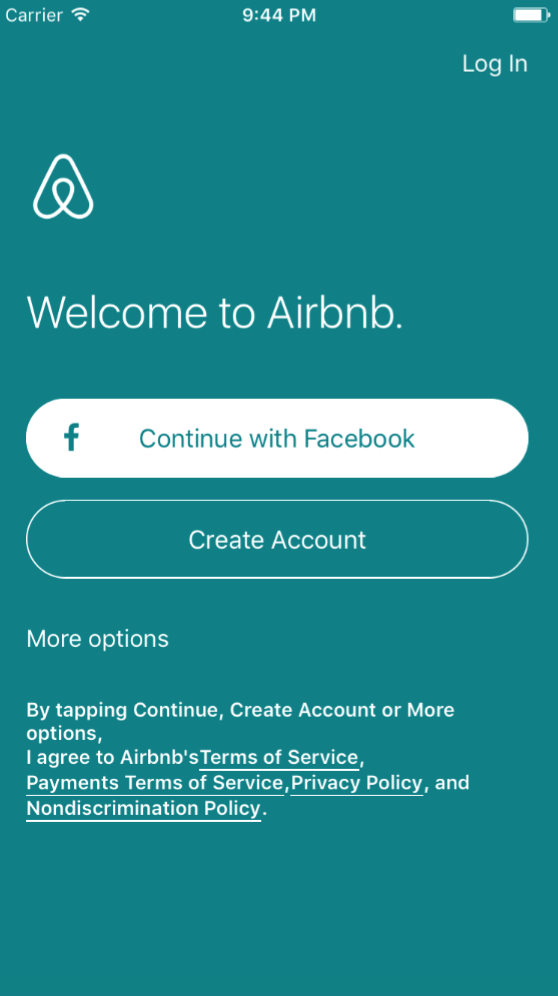 Carrier 9:44 PM
Log In
Welcome to Airbnb.
Continue with Facebook
Create Account
More options
By tapping Continue, Create Account or More
options,
I agree to Airbnb'sTerms of Service,
Payments Terms of Service,Privacy Policy, and
Nondiscrimination Policy.